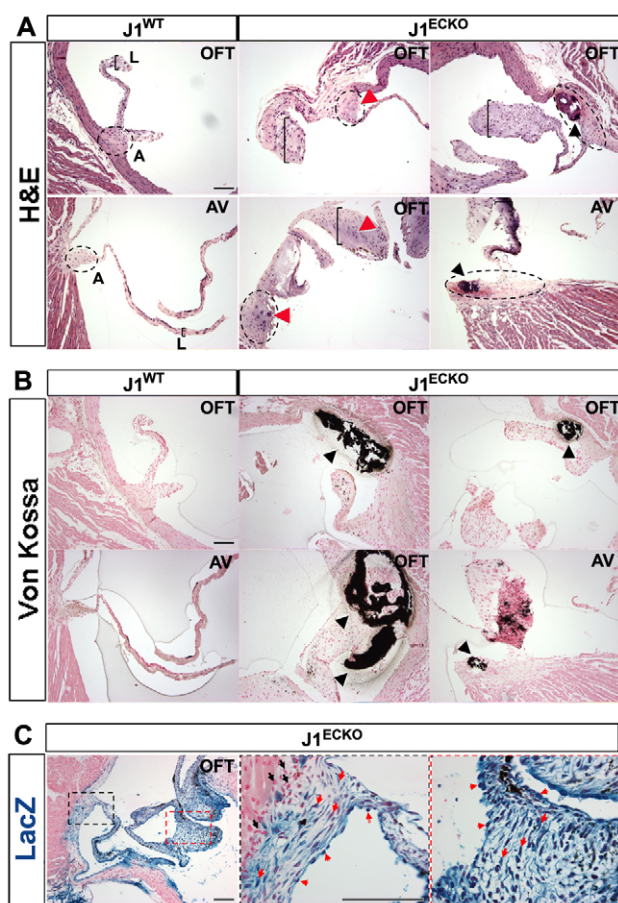 A
J1WT
J1ECKO
H&E
L
OFT
A
OFT
OFT
A
L
AV
OFT
AV
B
J1WT
J1ECKO
Von Kossa
OFT
OFT
OFT
AV
OFT
AV
C
J1ECKO
LacZ
OFT